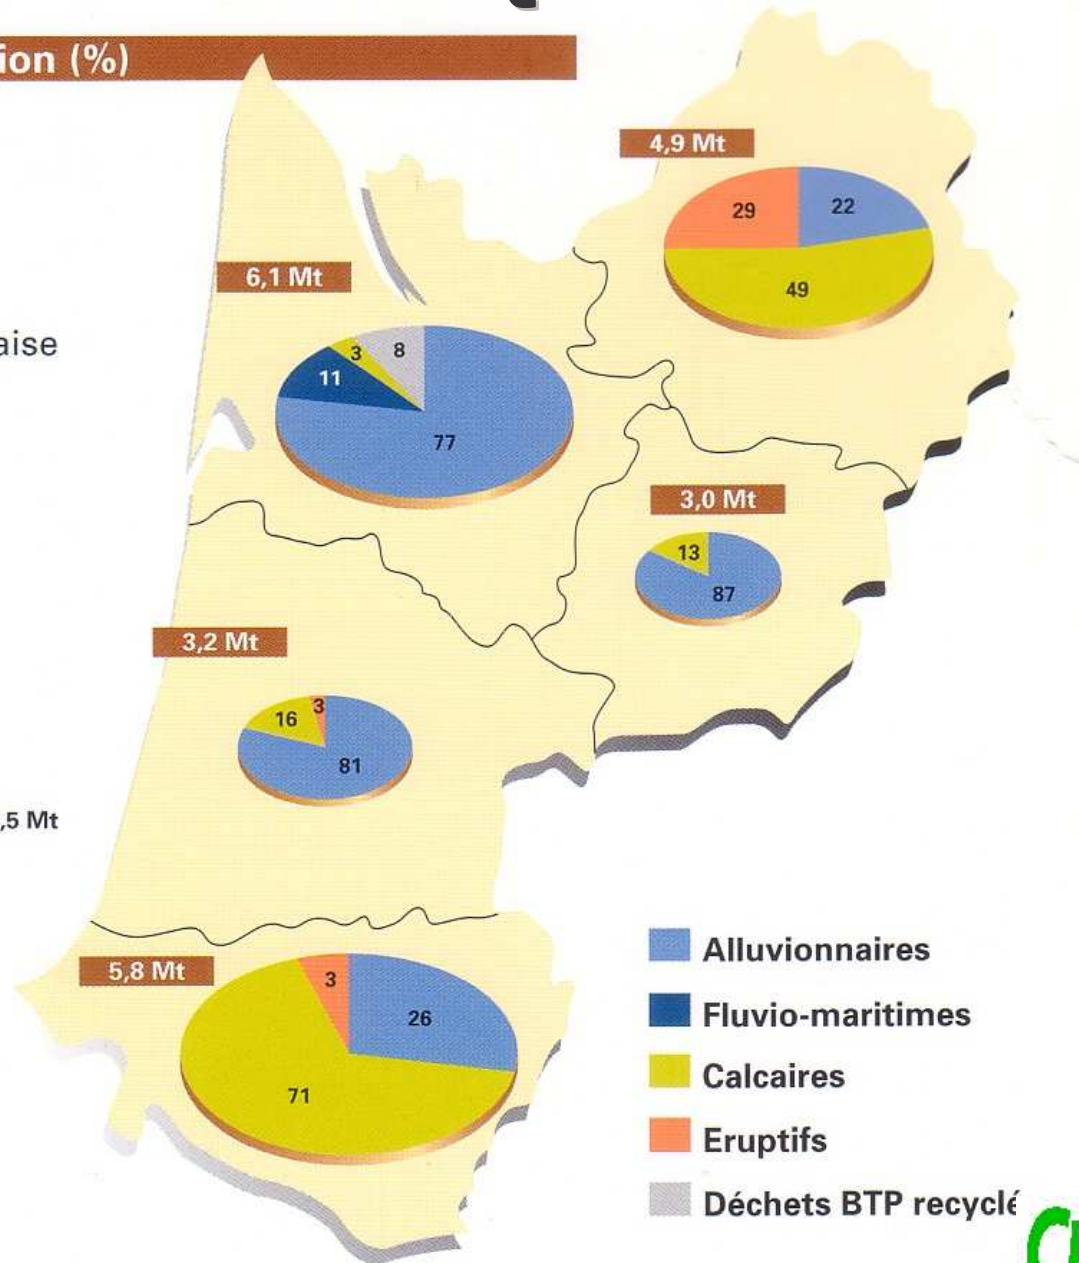 ion (%)
4,9 Mt
29
22
49
6,1 Mt
aise
3
8
11
77
3,0 Mt
13
87
3,2 Mt
16
3
81
,5 Mt
5,8 Mt
3
26
71
Alluvionnaires
Fluvio-maritimes
Calcaires
Eruptifs
Déchets BTP recyclé